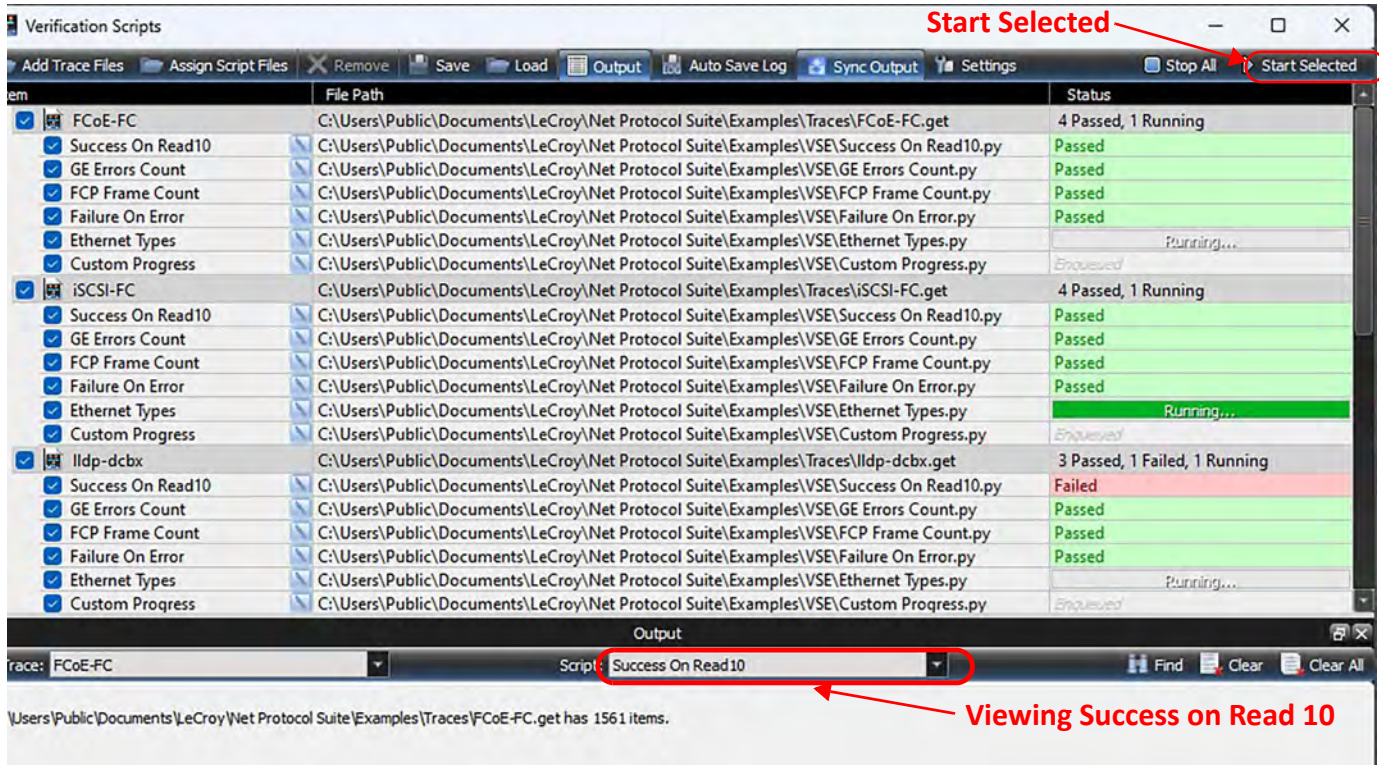 Start Selected
Verification Scripts
Add Trace Files Assign Script Files Remove Save Load Output Auto Save Log Sync Output Settings Stop All Start Selected
em File Path Status
FCoE-FC C:\Users\Public\Documents\LeCroy\Net Protocol Suite\Examples\Traces\FCoE-FC.get 4 Passed, 1 Running
Success On Read10 C:\Users\Public\Documents\LeCroy\Net Protocol Suite\Examples\VSE\Success On Read10.py Passed
GE Errors Count C:\Users\Public\Documents\LeCroy\Net Protocol Suite\Examples\VSE\GE Errors Count.py Passed
FCP Frame Count C:\Users\Public\Documents\LeCroy\Net Protocol Suite\Examples\VSE\FCP Frame Count.py Passed
Failure On Error C:\Users\Public\Documents\LeCroy\Net Protocol Suite\Examples\VSE\Failure On Error.py Passed
Ethernet Types C:\Users\Public\Documents\LeCroy\Net Protocol Suite\Examples\VSE\Ethernet Types.py Running...
Custom Progress C:\Users\Public\Documents\LeCroy\Net Protocol Suite\Examples\VSE\Custom Progress.py Enqueued
iSCSI-FC C:\Users\Public\Documents\LeCroy\Net Protocol Suite\Examples\Traces\iSCSI-FC.get 4 Passed, 1 Running
Success On Read10 C:\Users\Public\Documents\LeCroy\Net Protocol Suite\Examples\VSE\Success On Read10.py Passed
GE Errors Count C:\Users\Public\Documents\LeCroy\Net Protocol Suite\Examples\VSE\GE Errors Count.py Passed
FCP Frame Count C:\Users\Public\Documents\LeCroy\Net Protocol Suite\Examples\VSE\FCP Frame Count.py Passed
Failure On Error C:\Users\Public\Documents\LeCroy\Net Protocol Suite\Examples\VSE\Failure On Error.py Passed
Ethernet Types C:\Users\Public\Documents\LeCroy\Net Protocol Suite\Examples\VSE\Ethernet Types.py Running...
Custom Progress C:\Users\Public\Documents\LeCroy\Net Protocol Suite\Examples\VSE\Custom Progress.py Enqueued
lldp-dcbx C:\Users\Public\Documents\LeCroy\Net Protocol Suite\Examples\Traces\lldp-dcbx.get 3 Passed, 1 Failed, 1 Running
Success On Read10 C:\Users\Public\Documents\LeCroy\Net Protocol Suite\Examples\VSE\Success On Read10.py Failed
GE Errors Count C:\Users\Public\Documents\LeCroy\Net Protocol Suite\Examples\VSE\GE Errors Count.py Passed
FCP Frame Count C:\Users\Public\Documents\LeCroy\Net Protocol Suite\Examples\VSE\FCP Frame Count.py Passed
Failure On Error C:\Users\Public\Documents\LeCroy\Net Protocol Suite\Examples\VSE\Failure On Error.py Passed
Ethernet Types C:\Users\Public\Documents\LeCroy\Net Protocol Suite\Examples\VSE\Ethernet Types.py Running...
Custom Progress C:\Users\Public\Documents\LeCroy\Net Protocol Suite\Examples\VSE\Custom Progress.py Enqueued
Output
Trace: FCoE-FC Script: Success On Read10 Find Clear Clear All
\Users\Public\Documents\LeCroy\Net Protocol Suite\Examples\Traces\FCoE-FC.get has 1561 items.
Viewing Success on Read 10